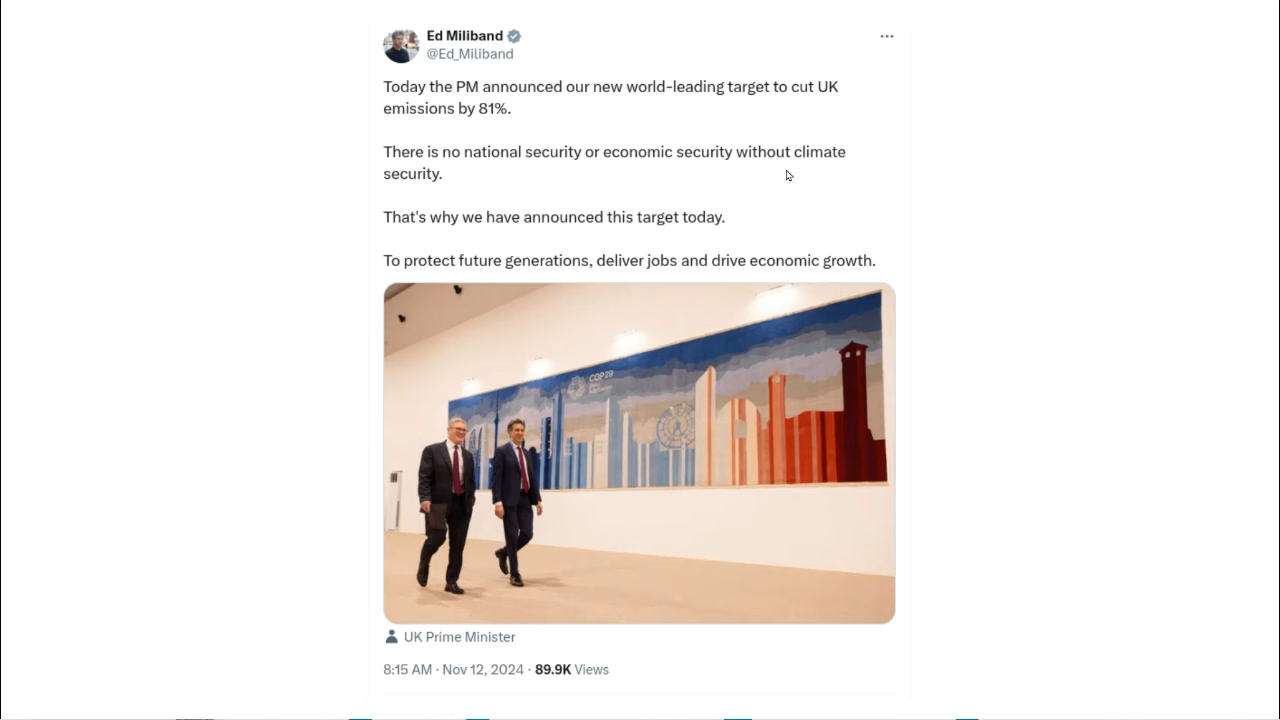 Ed Miliband
@Ed_Miliband
Today the PM announced our new world-leading target to cut UK
emissions by 81%.
There is no national security or economic security without climate
security.
That's why we have announced this target today.
To protect future generations, deliver jobs and drive economic growth.
COP29
UK Prime Minister
8:15 AM · Nov 12, 2024 · 89.9K Views